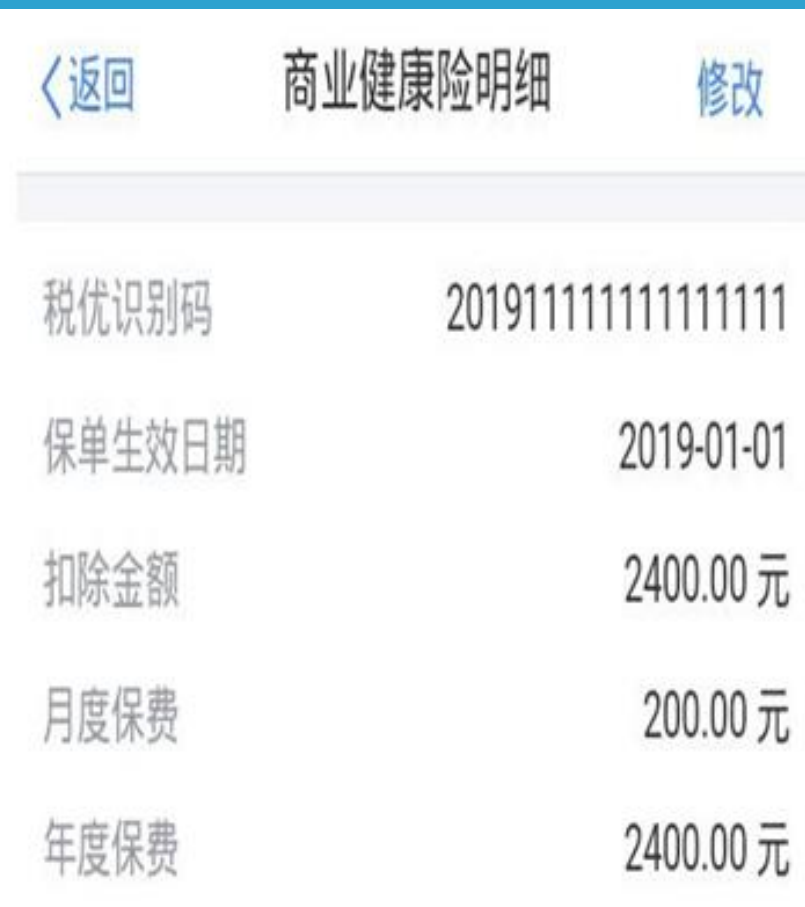 返回 商业健康险明细 修改
税优识别码 201911111111111111
保单生效日期 2019-01-01
扣除金额 2400.00 元
月度保费 200.00 元
年度保费 2400.00 元